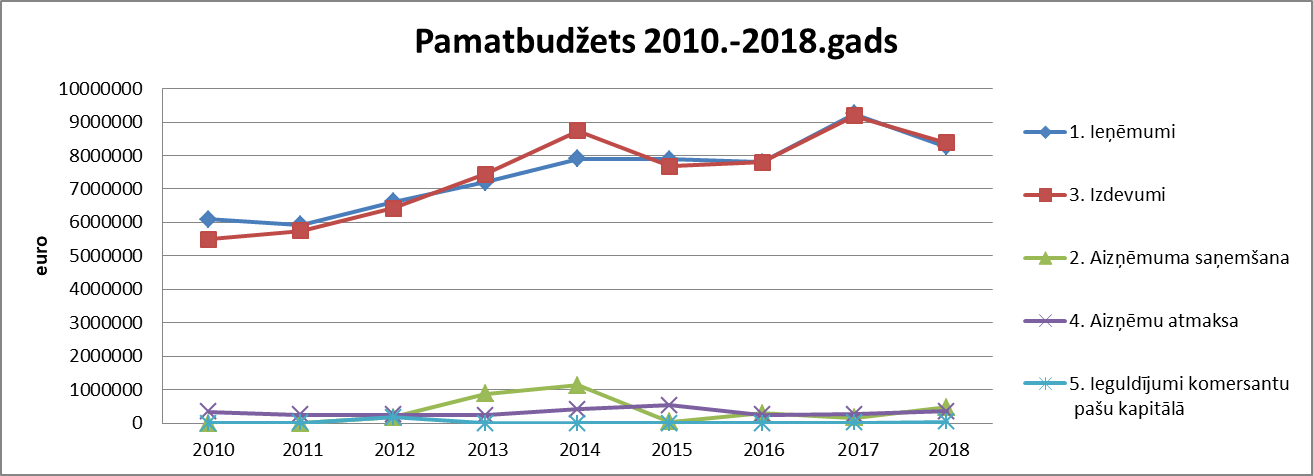 Pamatbudžets 2010.-2018.gads
10000000
9000000
8000000
7000000
6000000
5000000
4000000
3000000
2000000
1000000
0
euro
2010 2011 2012 2013 2014 2015 2016 2017 2018
1. Ieņēmumi
3. Izdevumi
2. Aizņēmuma saņemšana
4. Aizņēmu atmaksa
5. Ieguldījumi komersantu
pašu kapitālā